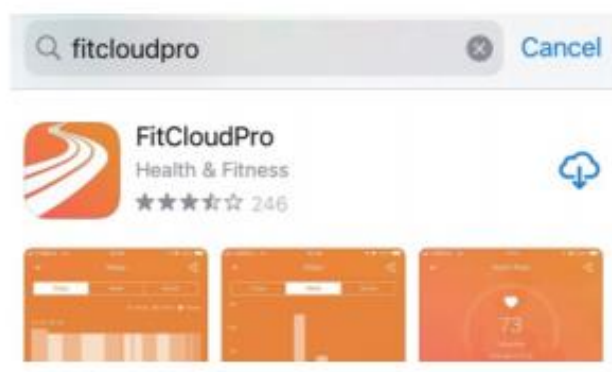 fitcloudpro
Cancel
FitCloudPro
Health & Fitness
246
73